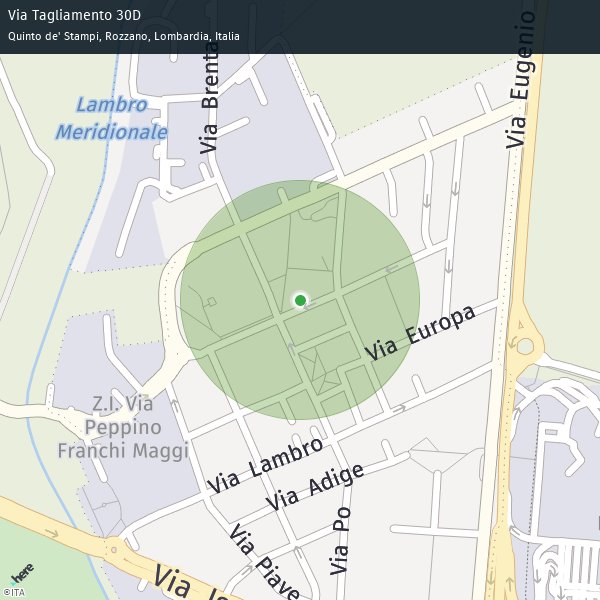 Via Tagliamento 30D
Quinto de' Stampi, Rozzano, Lombardia, Italia
Via Brenta
Via Eugenio
Lambro
Meridionale
Via Europa
Z.I. Via
Peppino
Franchi Maggi
Via Lambro
Via Adige
Via Po
Via Piave
Via
here
©ITA